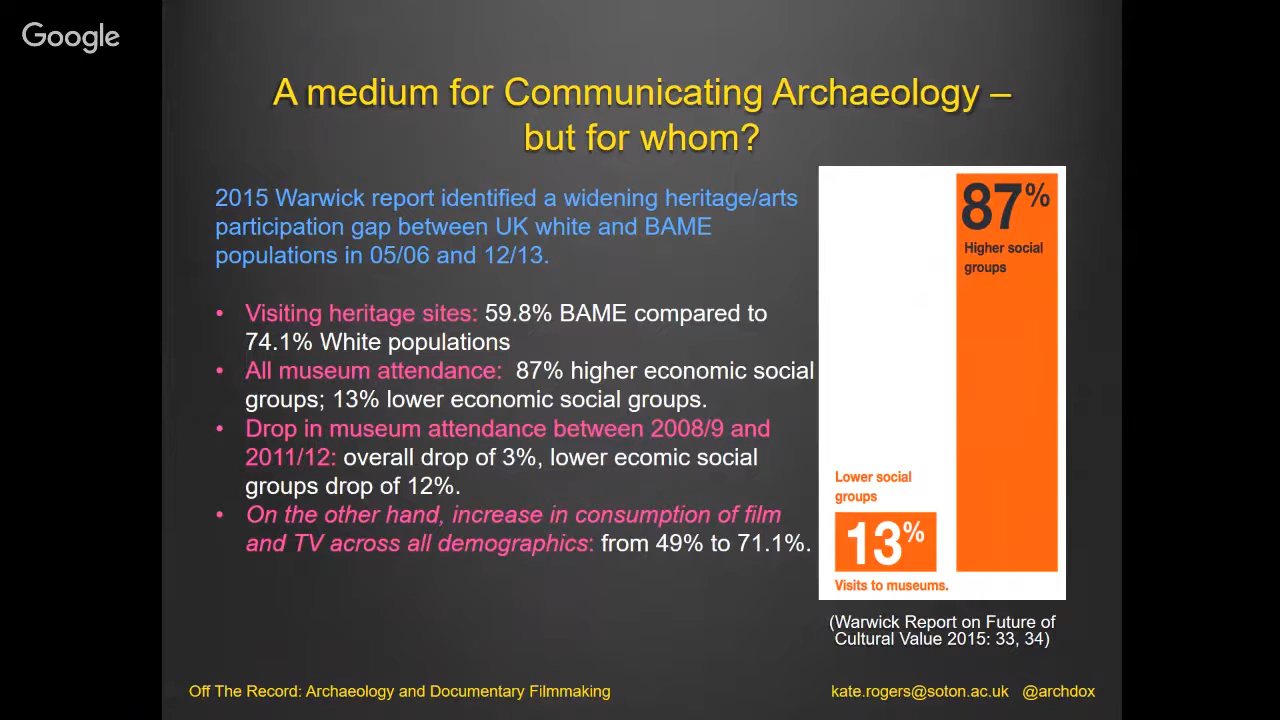 Google
A medium for Communicating Archaeology –
but for whom?
2015 Warwick report identified a widening heritage/arts
participation gap between UK white and BAME
populations in 05/06 and 12/13.
• Visiting heritage sites: 59.8% BAME compared to
74.1% White populations
• All museum attendance: 87% higher economic social
groups; 13% lower economic social groups.
• Drop in museum attendance between 2008/9 and
2011/12: overall drop of 3%, lower ecomic social
groups drop of 12%.
• On the other hand, increase in consumption of film
and TV across all demographics: from 49% to 71.1%.
87%
Higher social
groups
Lower social
groups
13%
Visits to museums.
(Warwick Report on Future of
Cultural Value 2015: 33, 34)
Off The Record: Archaeology and Documentary Filmmaking
kate.rogers@soton.ac.uk @archdox